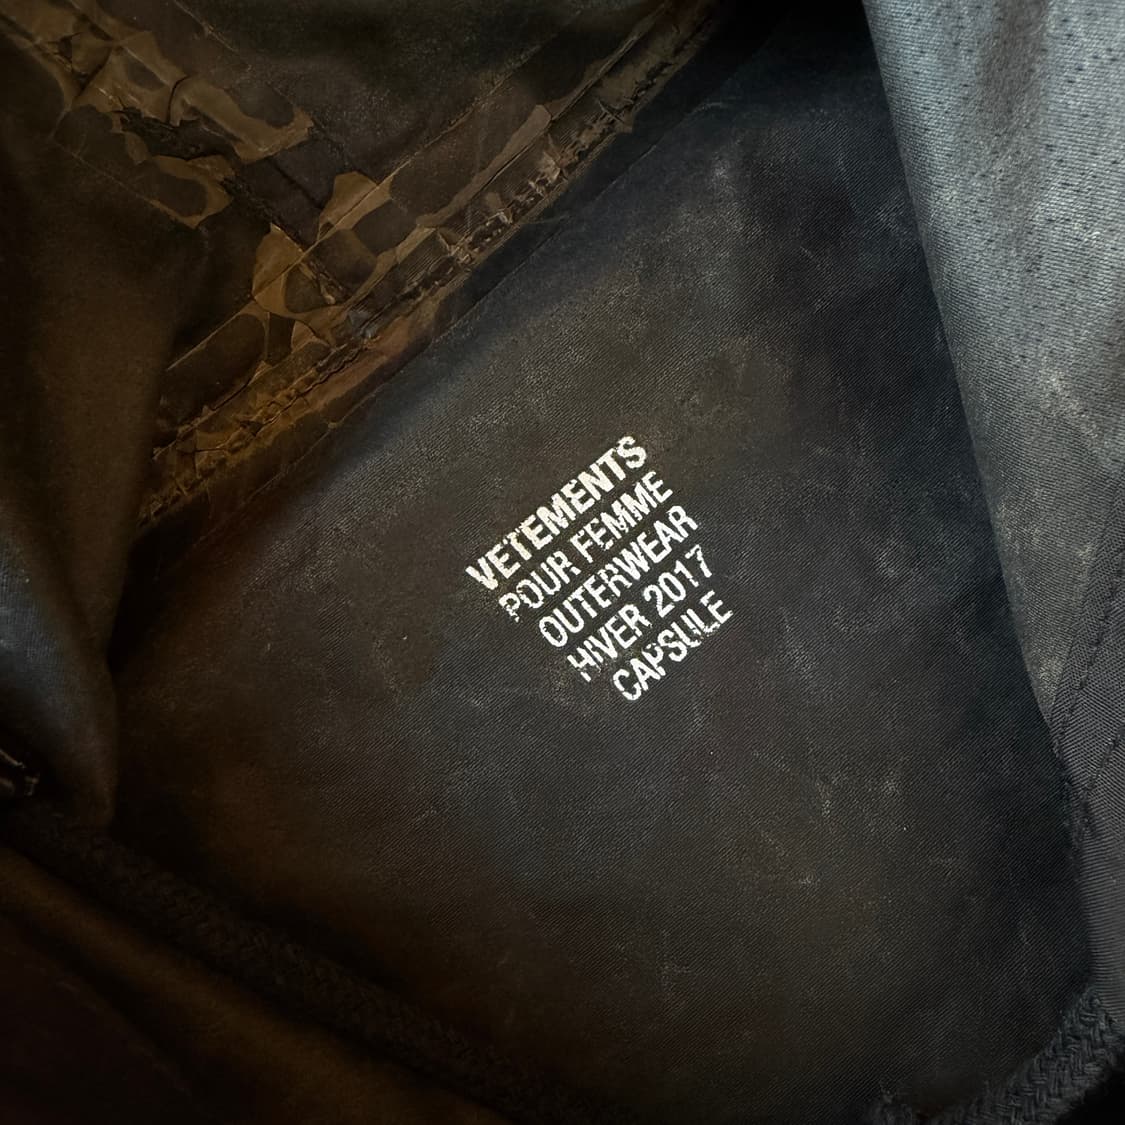 VETEMENTS
POUR FEMME
OUTERWEAR
HIVER 2017
CAPSULE